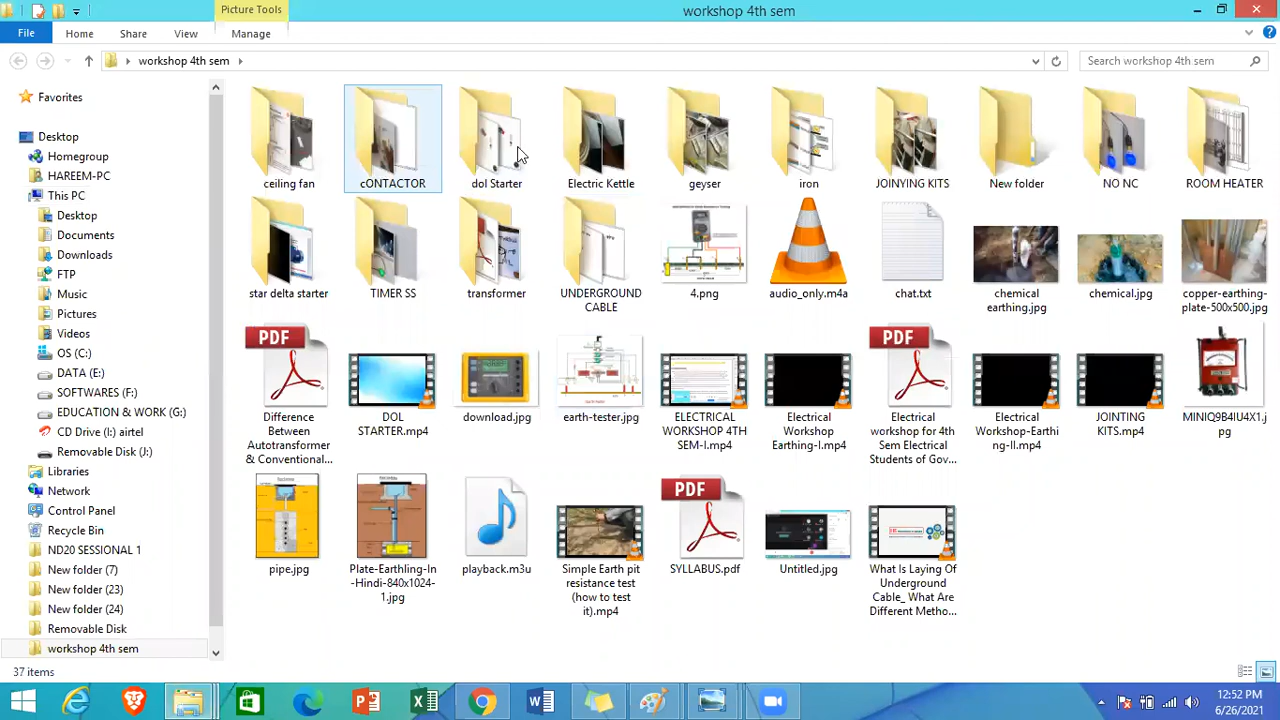 Picture Tools
workshop 4th sem
File
Home
Share
View
Manage
workshop 4th sem
Search workshop 4th sem
Favorites
Desktop
Homegroup
HAREEM-PC
This PC
Desktop
Documents
Downloads
FTP
Music
Pictures
Videos
OS (C:)
DATA (E:)
SOFTWARES (F:)
EDUCATION & WORK (G:)
CD Drive (I:) airtel
Removable Disk (J:)
Libraries
Network
Control Panel
Recycle Bin
ND20 SESSIONAL 1
New folder (7)
New folder (23)
New folder (24)
Removable Disk
workshop 4th sem
ceiling fan
cONTACTOR
dol Starter
Electric Kettle
geyser
iron
JOINYING KITS
New folder
NO NC
ROOM HEATER
star delta starter
TIMER SS
transformer
UNDERGROUND
CABLE
4.png
audio_only.m4a
chat.txt
chemical
earthing.jpg
chemical.jpg
copper-earthing-
plate-500x500.jpg
PDF
Difference
Between
Autotransformer
& Conventional...
DOL
STARTER.mp4
download.jpg
earth-tester.jpg
ELECTRICAL
WORKSHOP 4TH
SEM-I.mp4
Electrical
Workshop
Earthing-I.mp4
PDF
Electrical
workshop for 4th
Sem Electrical
Students of Gov...
Electrical
Workshop-Earthi
ng-II.mp4
JOINTING
KITS.mp4
MINIQ9B4IU4X1.j
pg
pipe.jpg
Plate-Earthling-In
-Hindi-840x1024-
1.jpg
playback.m3u
Simple Earth pit
resistance test
(how to test
it).mp4
PDF
SYLLABUS.pdf
Untitled.jpg
What Is Laying Of
Underground
Cable_ What Are
Different Metho...
37 items
12:52 PM
6/26/2021